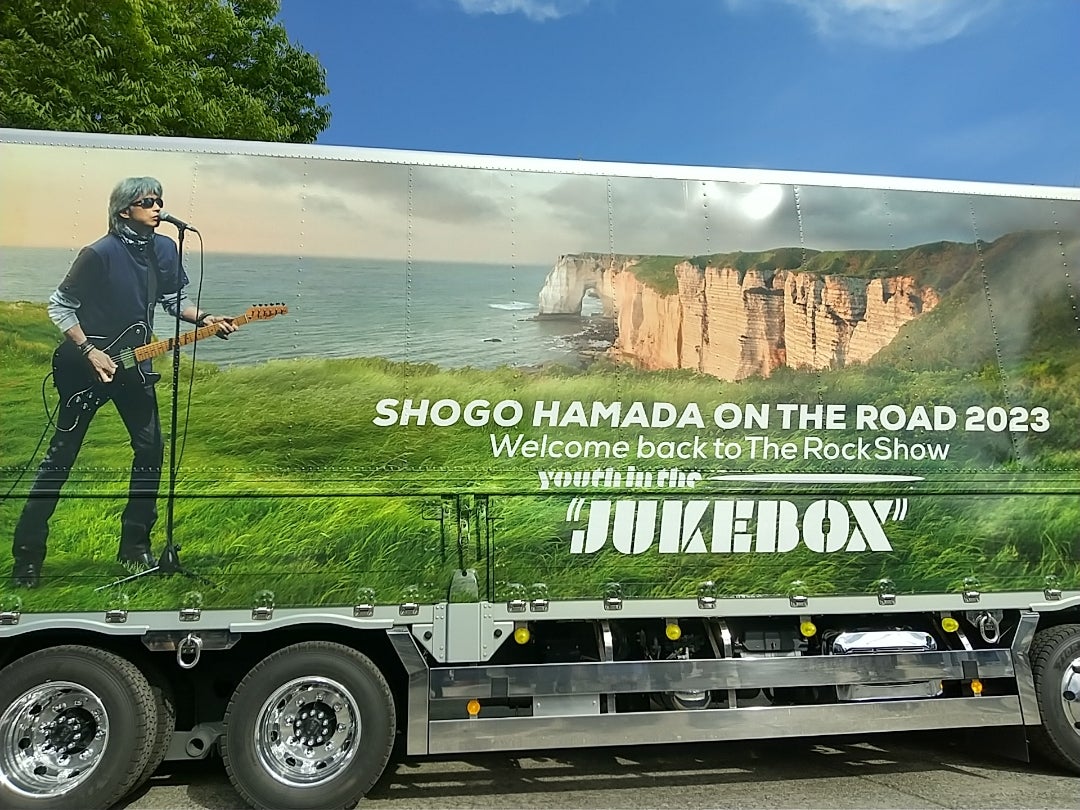 SHOGO HAMADA ON THE ROAD 2023
Welcome back to The Rock Show
youth in the
"JUKEBOX"